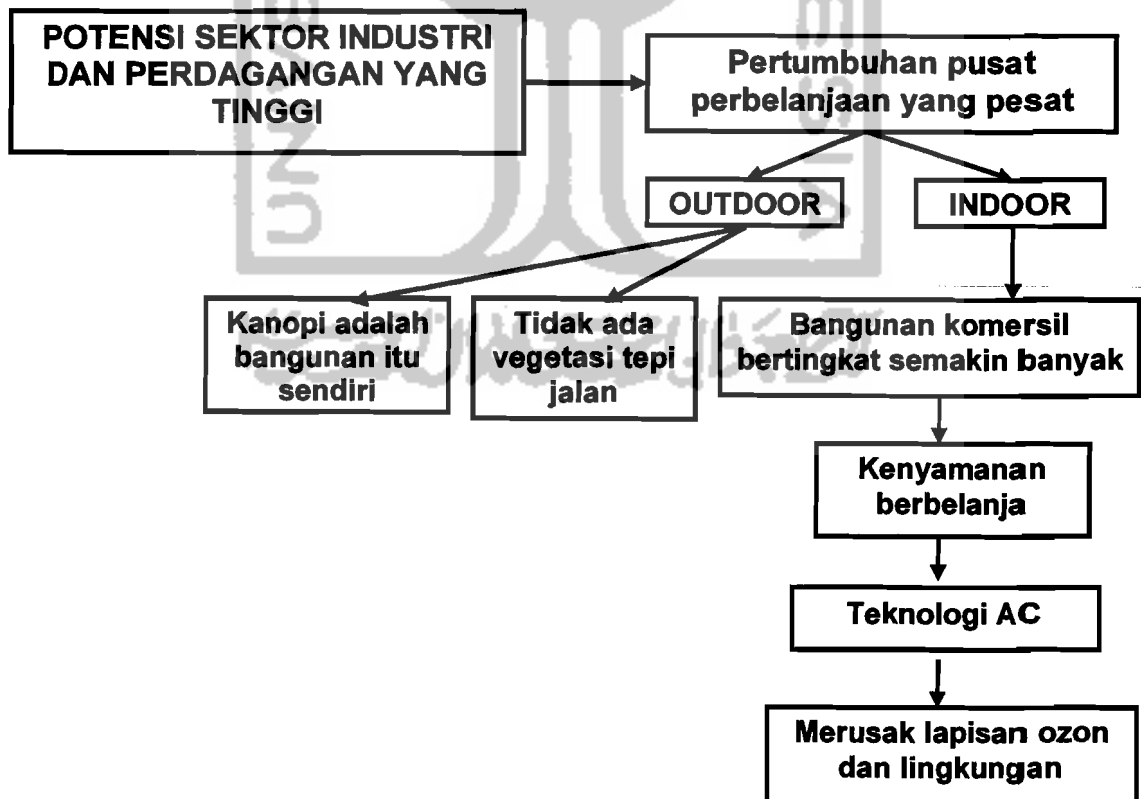 POTENSI SEKTOR INDUSTRI
DAN PERDAGANGAN YANG
TINGGI
Pertumbuhan pusat
perbelanjaan yang pesat
OUTDOOR
INDOOR
Kanopi adalah
bangunan itu
sendiri
Tidak ada
vegetasi tepi
jalan
Bangunan komersil
bertingkat semakin banyak
Kenyamanan
berbelanja
Teknologi AC
Merusak lapisan ozon
dan lingkungan